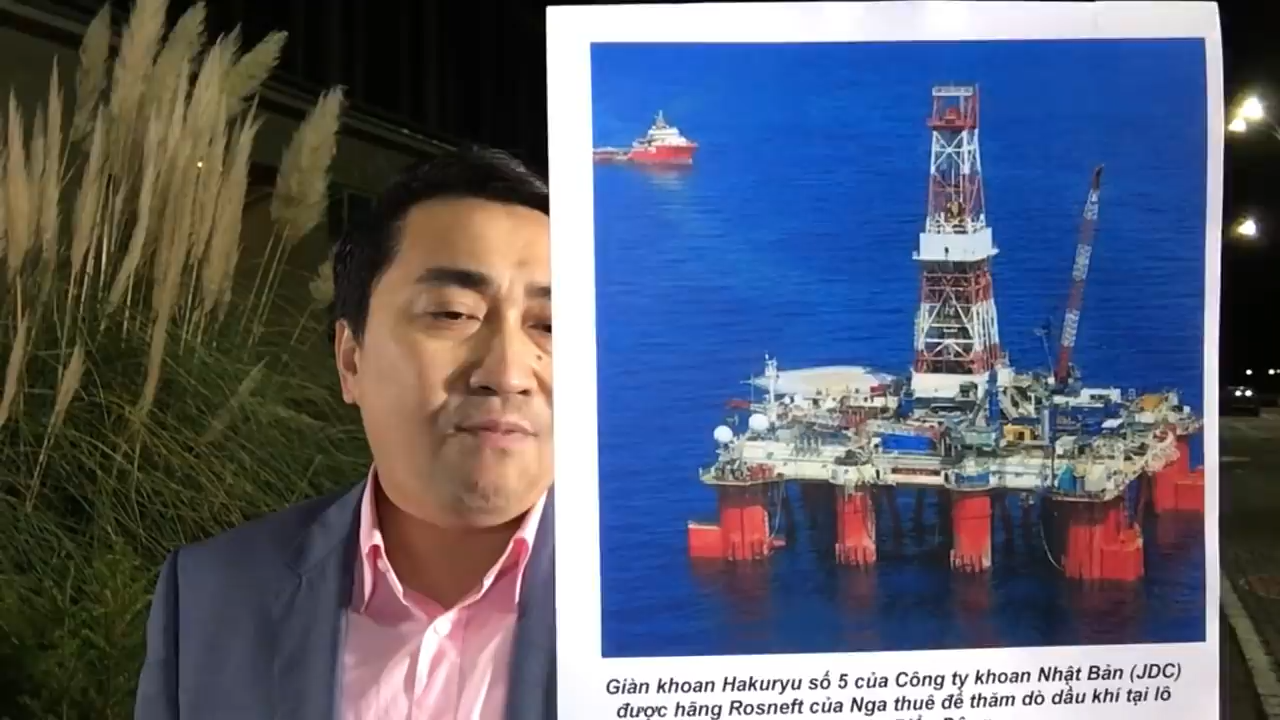 Giàn khoan Hakuryu số 5 của Công ty khoan Nhật Bản (JDC)
được hãng Rosneft của Nga thuê để thăm dò dầu khí tại lô